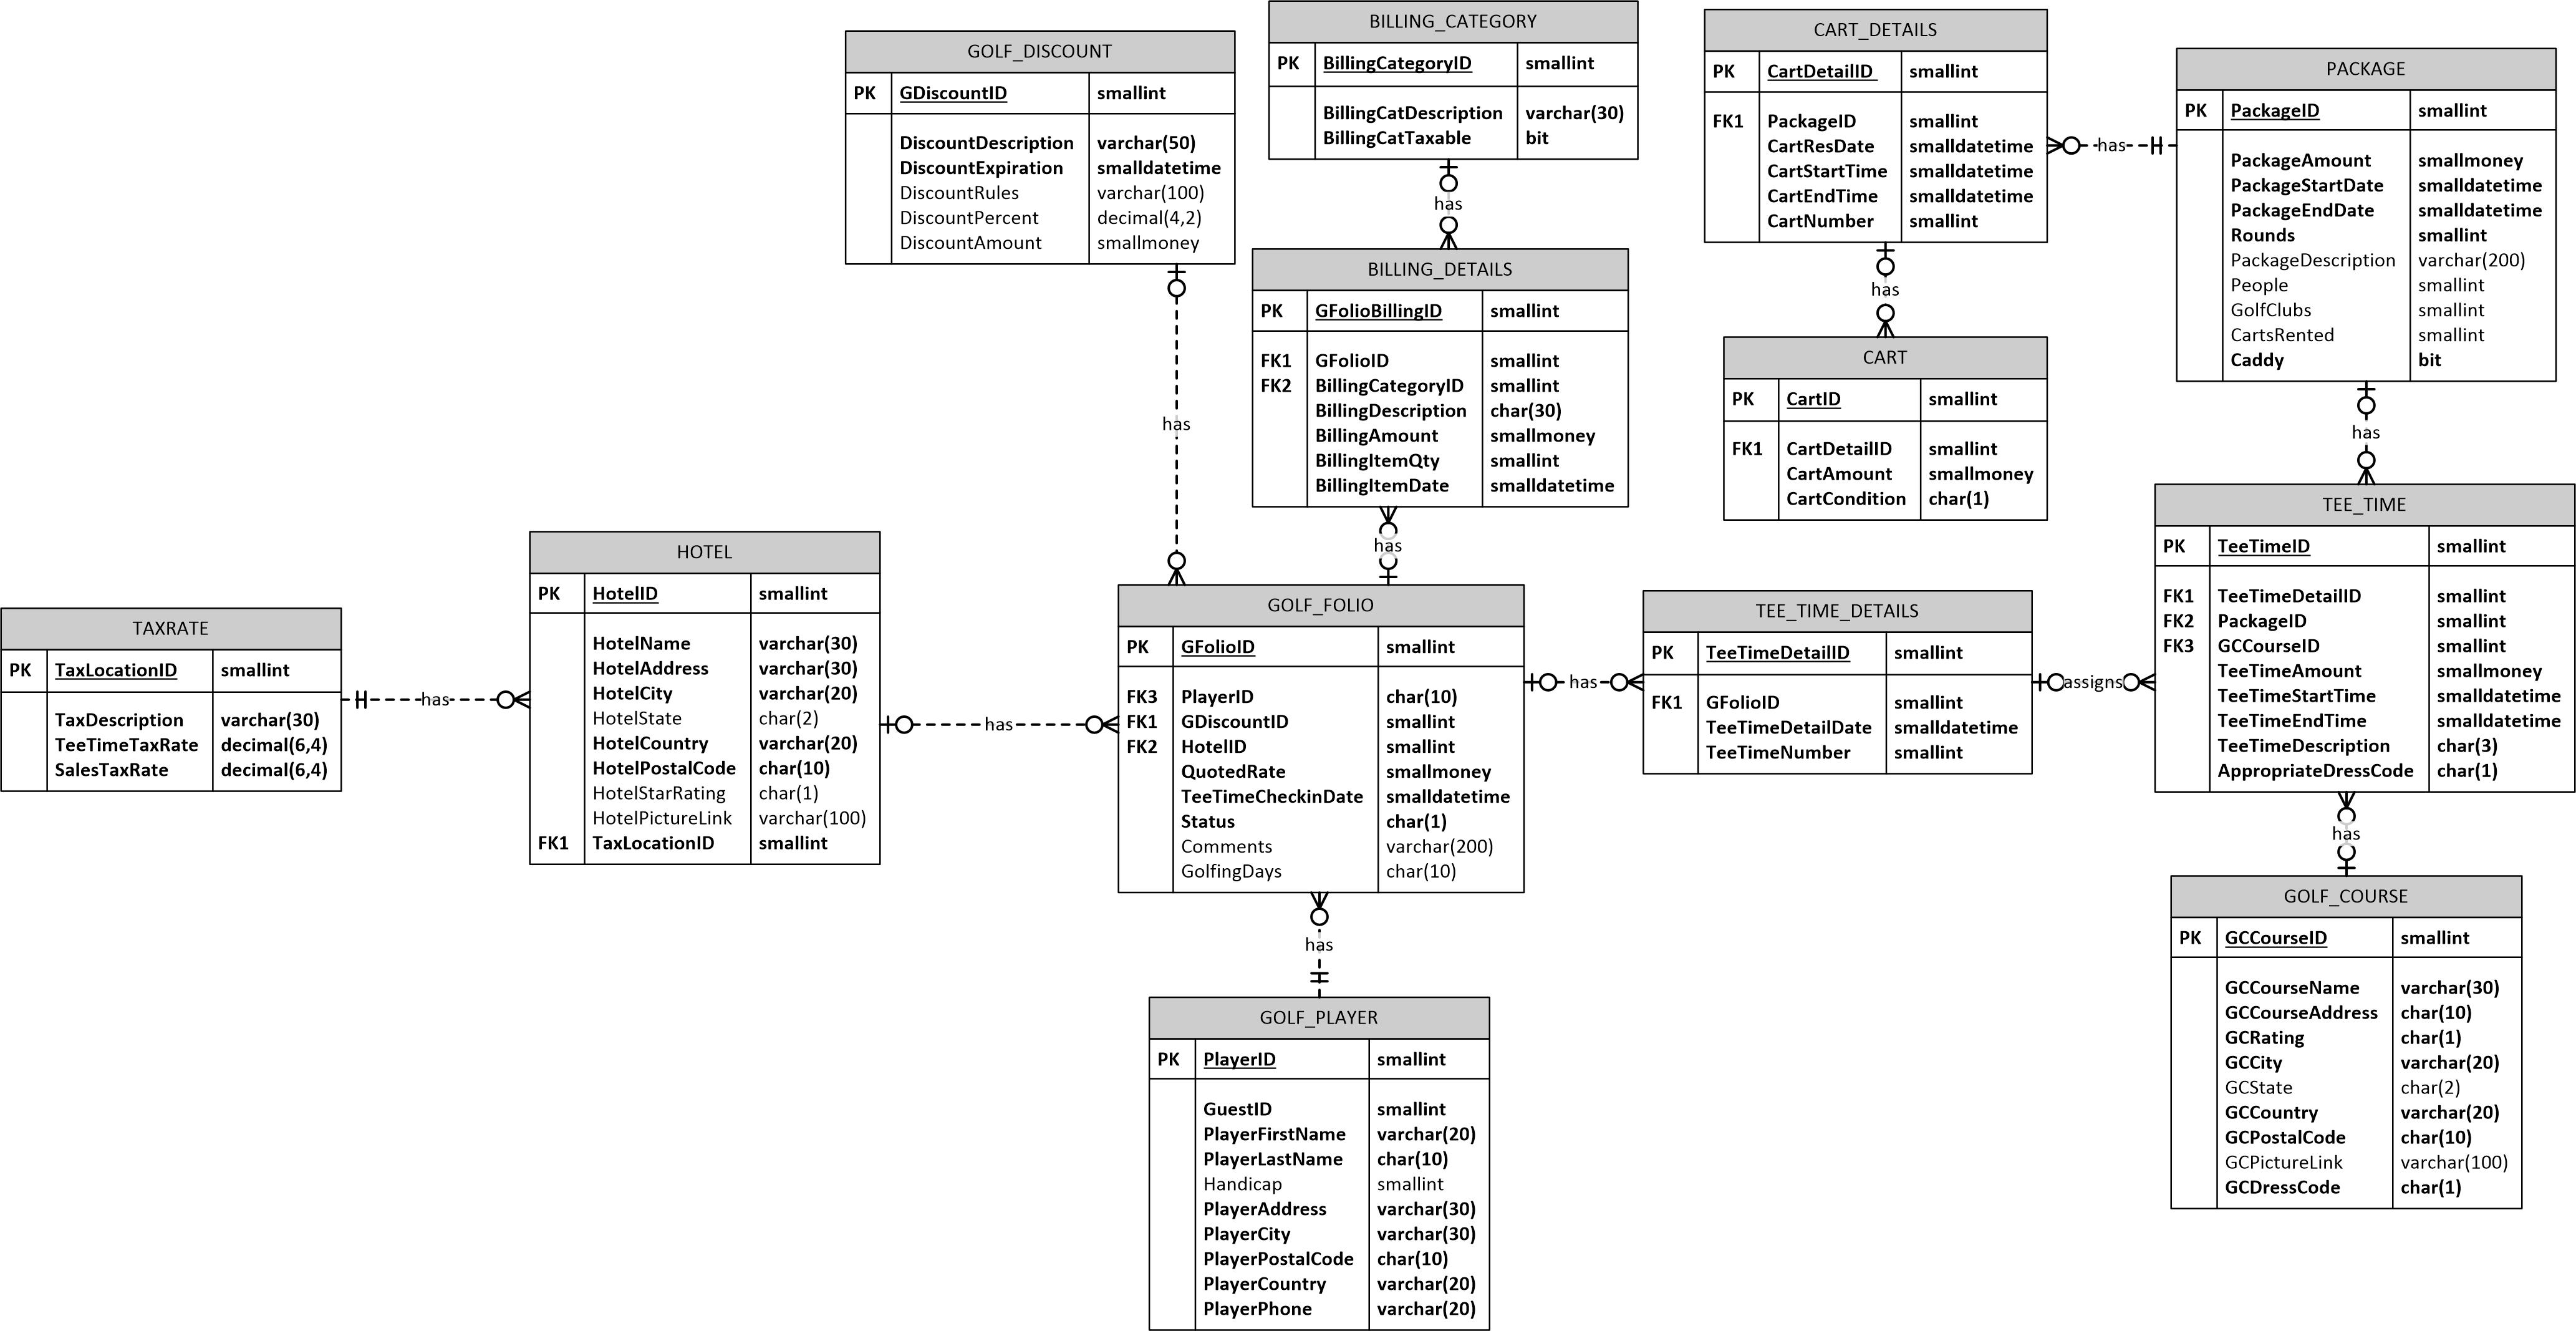 GOLF_DISCOUNT
PK GDiscountID smallint
DiscountDescription varchar(50)
DiscountExpiration smalldatetime
DiscountRules varchar(100)
DiscountPercent decimal(4,2)
DiscountAmount smallmoney
BILLING_CATEGORY
PK BillingCategoryID smallint
BillingCatDescription varchar(30)
BillingCatTaxable bit
CART_DETAILS
PK CartDetailID smallint
FK1 PackageID smallint
CartResDate smalldatetime
CartStartTime smalldatetime
CartEndTime smalldatetime
CartNumber smallint
has
PACKAGE
PK PackageID smallint
PackageAmount smallmoney
PackageStartDate smalldatetime
PackageEndDate smalldatetime
Rounds smallint
PackageDescription varchar(200)
People smallint
GolfClubs smallint
CartsRented smallint
Caddy bit
has
has
has
has
BILLING_DETAILS
PK GFolioBillingID smallint
FK1 GFolioID smallint
FK2 BillingCategoryID smallint
BillingDescription char(30)
BillingAmount smallmoney
BillingItemQty smallint
BillingItemDate smalldatetime
has
CART
PK CartID smallint
FK1 CartDetailID smallint
CartAmount smallmoney
CartCondition char(1)
TAXRATE
PK TaxLocationID smallint
TaxDescription varchar(30)
TeeTimeTaxRate decimal(6,4)
SalesTaxRate decimal(6,4)
has
HOTEL
PK HotelID smallint
HotelName varchar(30)
HotelAddress varchar(30)
HotelCity varchar(20)
HotelState char(2)
HotelCountry varchar(20)
HotelPostalCode char(10)
HotelStarRating char(1)
HotelPictureLink varchar(100)
FK1 TaxLocationID smallint
has
GOLF_FOLIO
PK GFolioID smallint
FK3 PlayerID char(10)
FK1 GDiscountID smallint
FK2 HotelID smallint
QuotedRate smallmoney
TeeTimeCheckinDate smalldatetime
Status char(1)
Comments varchar(200)
GolfingDays char(10)
has
TEE_TIME_DETAILS
PK TeeTimeDetailID smallint
FK1 GFolioID smallint
TeeTimeDetailDate smalldatetime
TeeTimeNumber smallint
assigns
TEE_TIME
PK TeeTimeID smallint
FK1 TeeTimeDetailID smallint
FK2 PackageID smallint
FK3 GCCourseID smallint
TeeTimeAmount smallmoney
TeeTimeStartTime smalldatetime
TeeTimeEndTime smalldatetime
TeeTimeDescription char(3)
AppropriateDressCode char(1)
has
has
GOLF_PLAYER
PK PlayerID smallint
GuestID smallint
PlayerFirstName varchar(20)
PlayerLastName char(10)
Handicap smallint
PlayerAddress varchar(30)
PlayerCity varchar(30)
PlayerPostalCode char(10)
PlayerCountry varchar(20)
PlayerPhone varchar(20)
GOLF_COURSE
PK GCCourseID smallint
GCCourseName varchar(30)
GCCourseAddress char(10)
GCRating char(1)
GCCity varchar(20)
GCState char(2)
GCCountry varchar(20)
GCPostalCode char(10)
GCPictureLink varchar(100)
GCDressCode char(1)